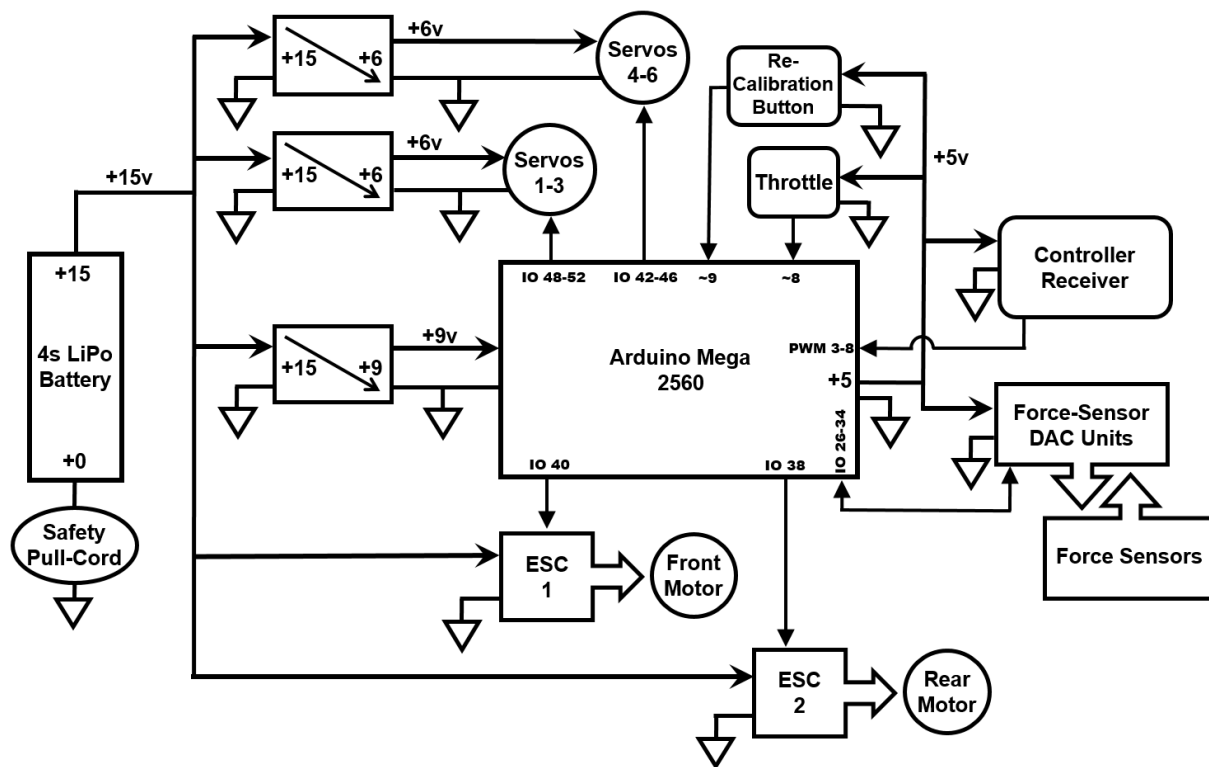 +6v
+15
+6
Servos
4-6
Re-
Calibration
Button
+6v
+15
+6
Servos
1-3
Throttle
+5v
+15v
+15
4s LiPo
Battery
+0
Safety
Pull-Cord
IO 48-52
IO 42-46
~9
~8
Controller
Receiver
+9v
+15
+9
Arduino Mega
2560
PWM 3-8
+5
IO 26-34
IO 40
IO 38
Force-Sensor
DAC Units
Force Sensors
ESC
1
Front
Motor
ESC
2
Rear
Motor